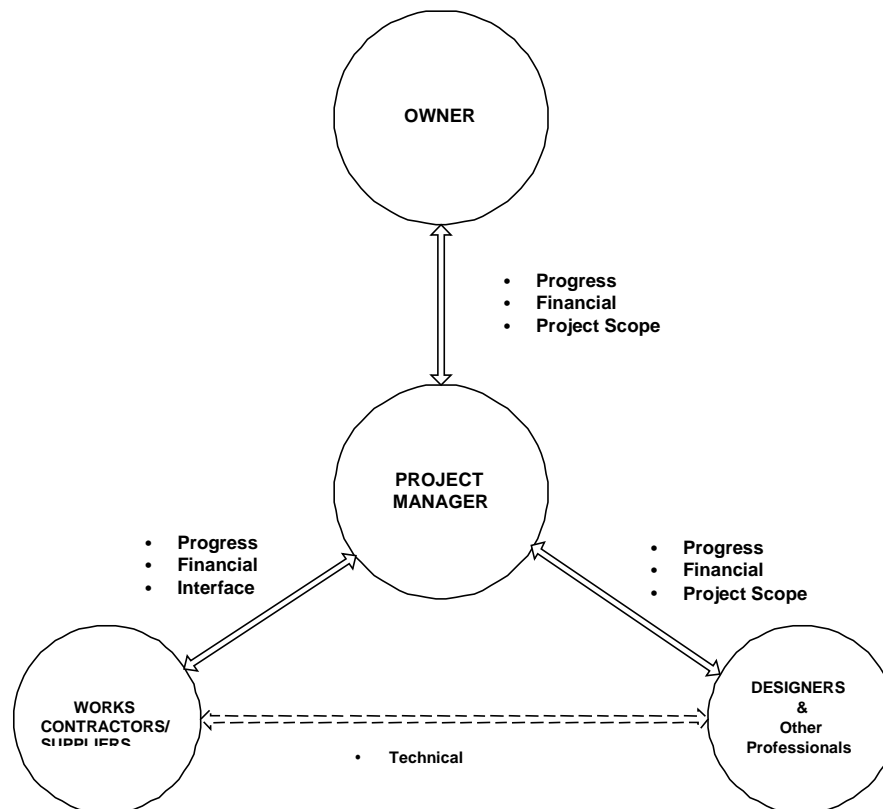 OWNER
• Progress
• Financial
• Project Scope
PROJECT
MANAGER
• Progress
• Financial
• Interface
• Progress
• Financial
• Project Scope
WORKS
CONTRACTORS/
SUPPLIERS
DESIGNERS
&
Other
Professionals
• Technical